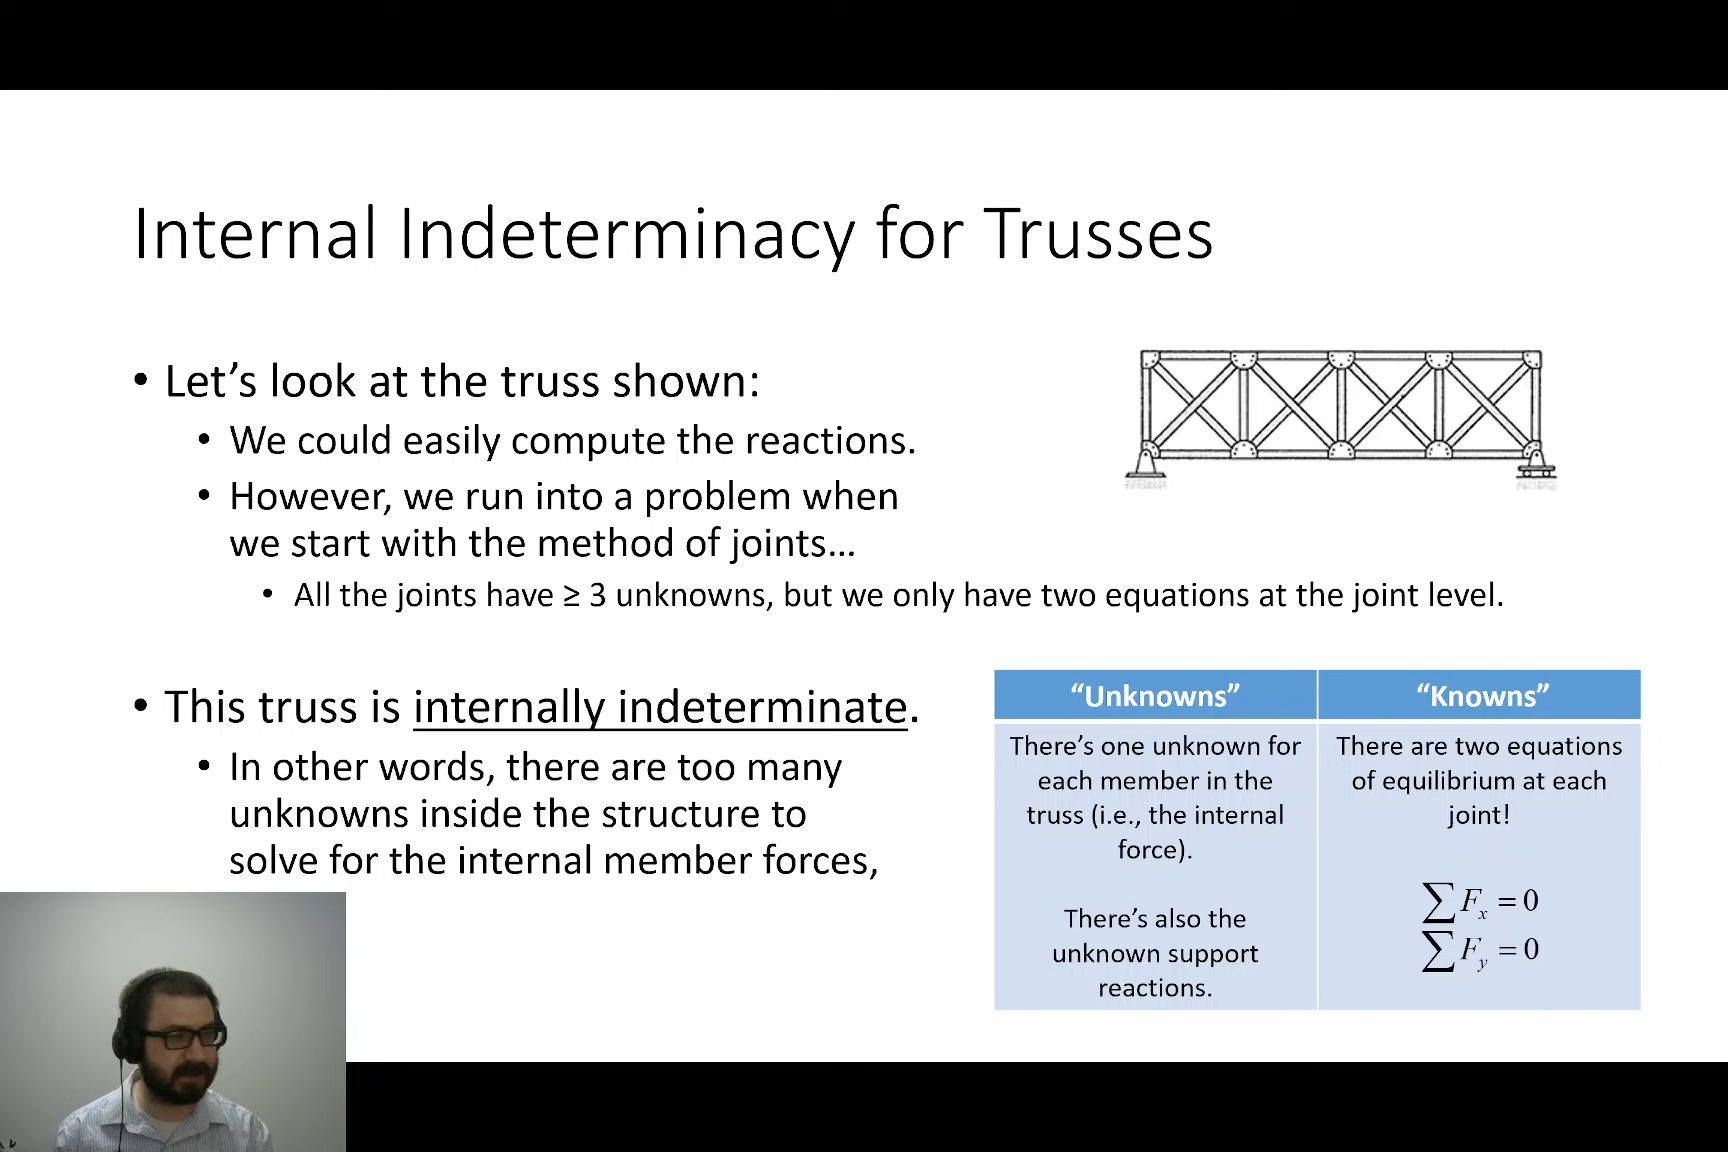 Internal Indeterminacy for Trusses
• Let’s look at the truss shown:
• We could easily compute the reactions.
• However, we run into a problem when
we start with the method of joints…
• All the joints have ≥ 3 unknowns, but we only have two equations at the joint level.
• This truss is internally indeterminate.
• In other words, there are too many
unknowns inside the structure to
solve for the internal member forces,
“Unknowns”
There’s one unknown for
each member in the
truss (i.e., the internal
force).
There’s also the
unknown support
reactions.
“Knowns”
There are two equations
of equilibrium at each
joint!
∑Fx = 0
∑Fy = 0